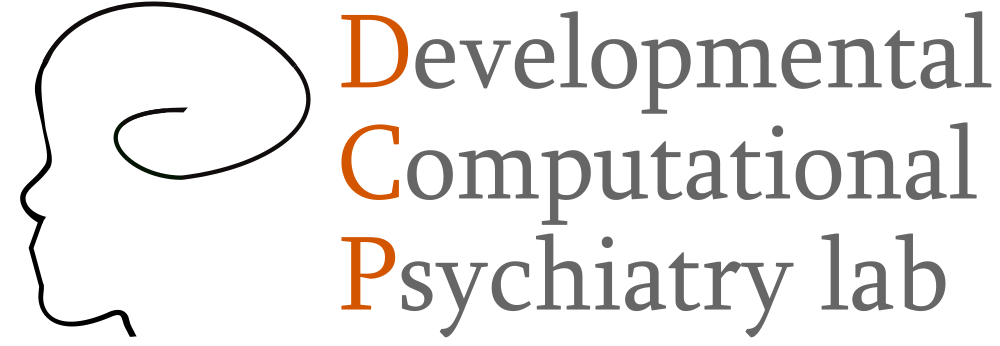 Developmental
Computational
Psychiatry lab